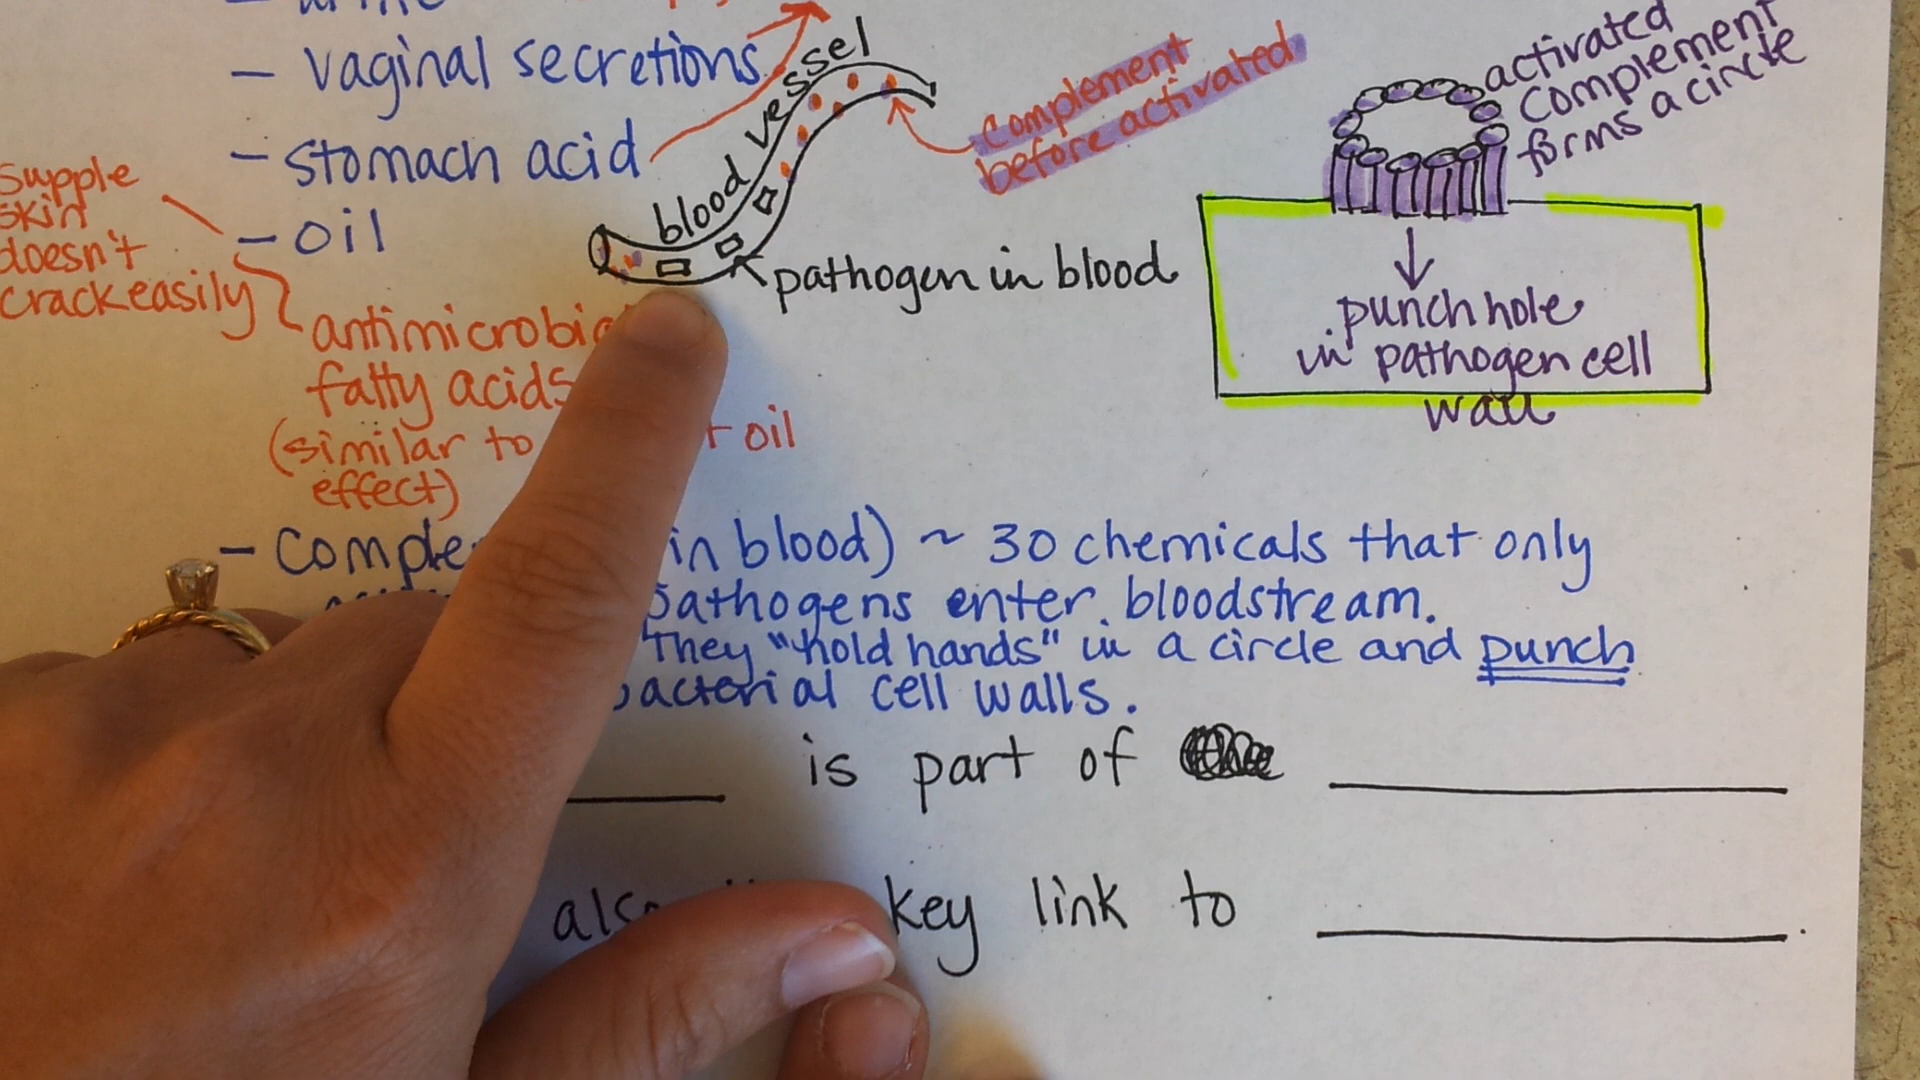 - vaginal secretions
- stomach acid
- oil
supple
skin
doesn't
crack easily
antimicrobia
fatty acids
(similar to
oil
effect)
blood vessel
complement
before activated
pathogen in blood
activated
complement
forms a circle
punch hole
in pathogen cell
wall
- comple in blood) ~ 30 chemicals that only
pathogens enter bloodstream.
They "hold hands" in a circle and punch
bacterial cell walls.
is part of
also key link to